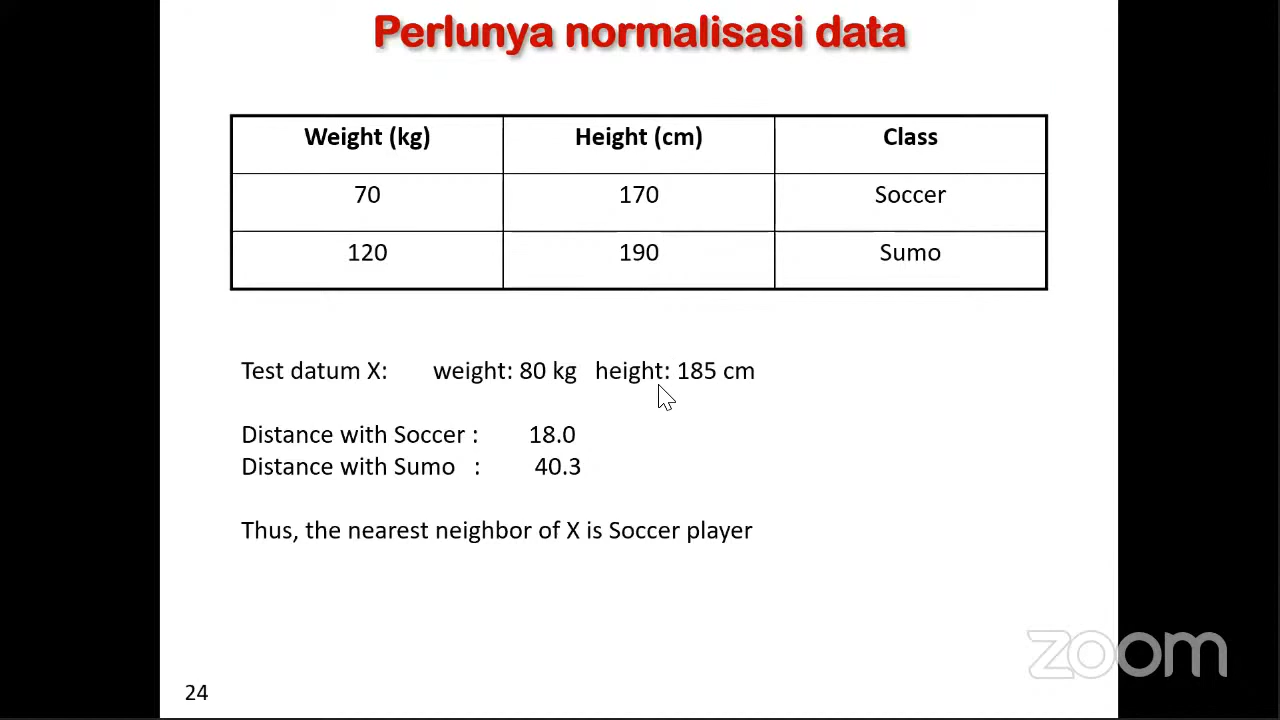 Perlunya normalisasi data
Weight (kg) Height (cm) Class
70 170 Soccer
120 190 Sumo
Test datum X: weight: 80 kg height: 185 cm
Distance with Soccer : 18.0
Distance with Sumo : 40.3
Thus, the nearest neighbor of X is Soccer player
zoom
24